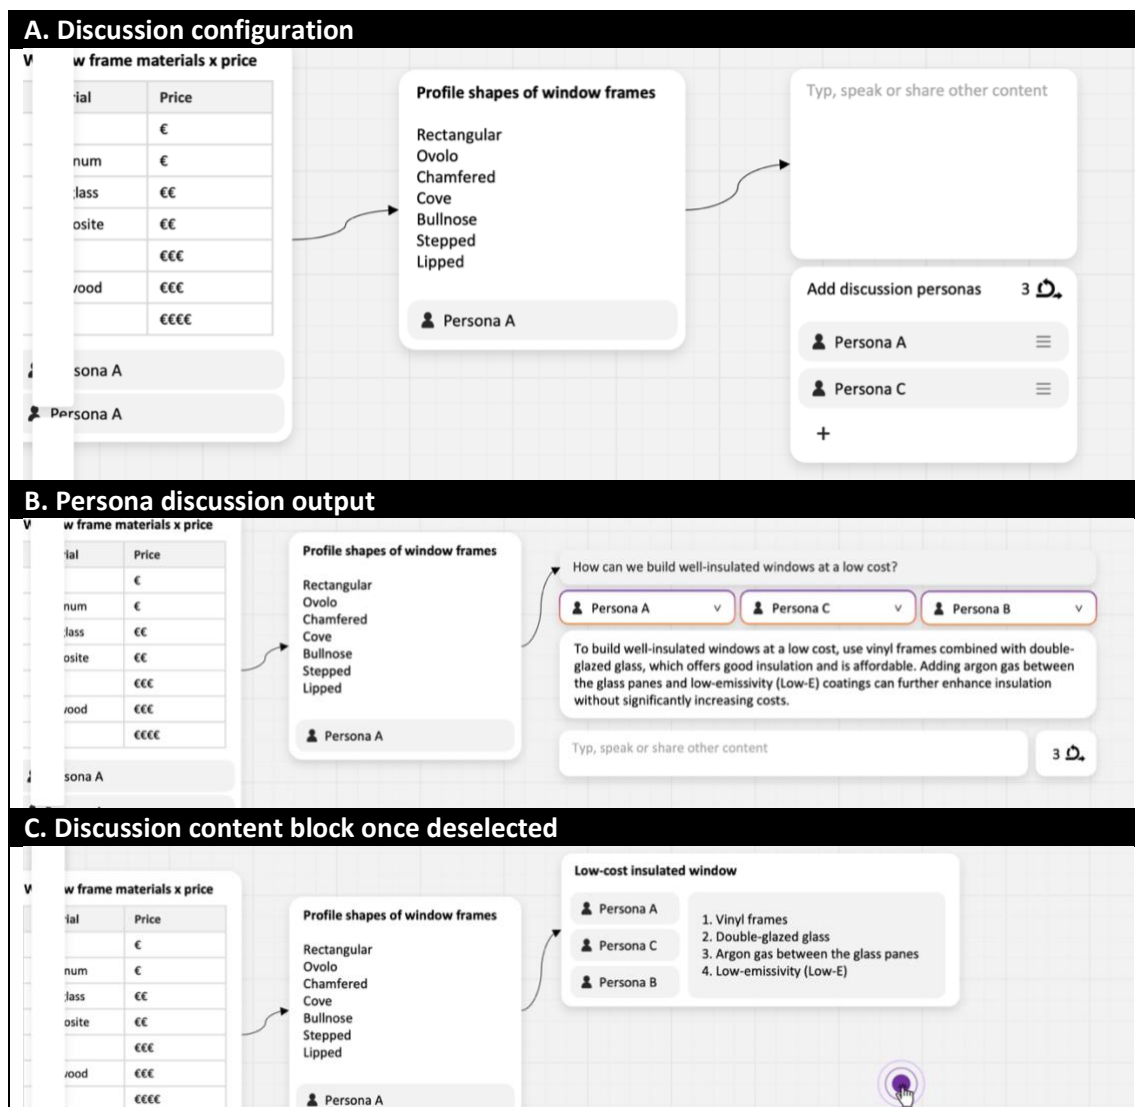 A. Discussion configuration
w frame materials x price
ial Price
€
num €
lass €€
osite €€
€€€
wood €€€
€€€€
sona A
Persona A
Profile shapes of window frames
Rectangular
Ovolo
Chamfered
Cove
Bullnose
Stepped
Lipped
Persona A
Typ, speak or share other content
Add discussion personas 3
Persona A
Persona C
+
B. Persona discussion output
w frame materials x price
ial Price
€
num €
lass €€
osite €€
€€€
wood €€€
€€€€
sona A
Profile shapes of window frames
Rectangular
Ovolo
Chamfered
Cove
Bullnose
Stepped
Lipped
Persona A
How can we build well-insulated windows at a low cost?
Persona A v Persona C v Persona B v
To build well-insulated windows at a low cost, use vinyl frames combined with double-
glazed glass, which offers good insulation and is affordable. Adding argon gas between
the glass panes and low-emissivity (Low-E) coatings can further enhance insulation
without significantly increasing costs.
Typ, speak or share other content
3
C. Discussion content block once deselected
w frame materials x price
ial Price
€
num €
lass €€
osite €€
€€€
wood €€€
€€€€
Profile shapes of window frames
Rectangular
Ovolo
Chamfered
Cove
Bullnose
Stepped
Lipped
Persona A
Low-cost insulated window
Persona A
Persona C
Persona B
1. Vinyl frames
2. Double-glazed glass
3. Argon gas between the glass panes
4. Low-emissivity (Low-E)